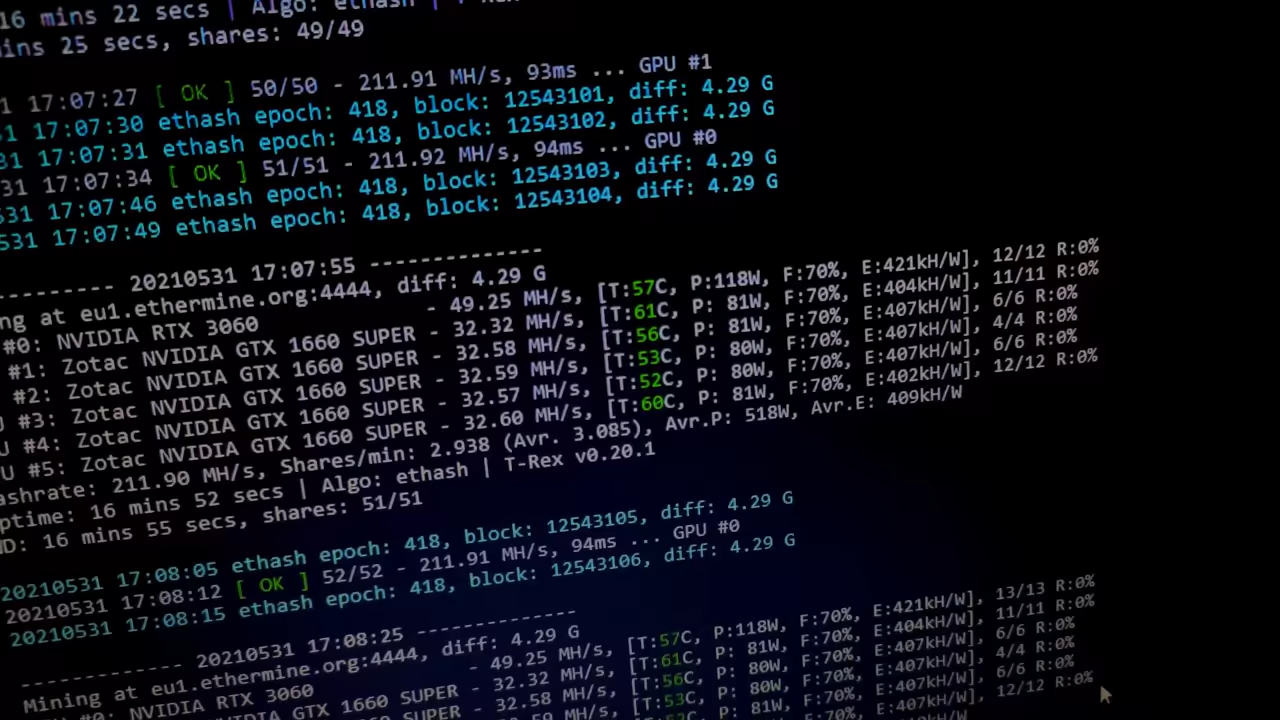 16 mins 22 secs | Algo: ethash |
ins 25 secs, shares: 49/49
1 17:07:27 [ OK ] 50/50 - 211.91 MH/s, 93ms ... GPU #1
31 17:07:30 ethash epoch: 418, block: 12543101, diff: 4.29 G
31 17:07:31 ethash epoch: 418, block: 12543102, diff: 4.29 G
31 17:07:34 [ OK ] 51/51 - 211.92 MH/s, 94ms ... GPU #0
531 17:07:46 ethash epoch: 418, block: 12543103, diff: 4.29 G
531 17:07:49 ethash epoch: 418, block: 12543104, diff: 4.29 G
--------- 20210531 17:07:55 --------------
ng at eu1.ethermine.org:4444, diff: 4.29 G
#0: NVIDIA RTX 3060 - 49.25 MH/s, [T:57C, P:118W, F:70%, E:421kH/W], 12/12 R:0%
#1: Zotac NVIDIA GTX 1660 SUPER - 32.32 MH/s, [T:61C, P: 81W, F:70%, E:404kH/W], 11/11 R:0%
#2: Zotac NVIDIA GTX 1660 SUPER - 32.58 MH/s, [T:56C, P: 81W, F:70%, E:407kH/W], 6/6 R:0%
U #3: Zotac NVIDIA GTX 1660 SUPER - 32.59 MH/s, [T:53C, P: 80W, F:70%, E:407kH/W], 4/4 R:0%
U #4: Zotac NVIDIA GTX 1660 SUPER - 32.57 MH/s, [T:52C, P: 80W, F:70%, E:407kH/W], 6/6 R:0%
U #5: Zotac NVIDIA GTX 1660 SUPER - 32.60 MH/s, [T:60C, P: 81W, F:70%, E:402kH/W], 12/12 R:0%
ashrate: 211.90 MH/s, Shares/min: 2.938 (Avr. 3.085), Avr.P: 518W, Avr.E: 409kH/W
ptime: 16 mins 52 secs | Algo: ethash | T-Rex v0.20.1
D: 16 mins 55 secs, shares: 51/51
20210531 17:08:05 ethash epoch: 418, block: 12543105, diff: 4.29 G
20210531 17:08:12 [ OK ] 52/52 - 211.91 MH/s, 94ms ... GPU #0
20210531 17:08:15 ethash epoch: 418, block: 12543106, diff: 4.29 G
----------- 20210531 17:08:25 --------------
Mining at eu1.ethermine.org:4444, diff: 4.29 G
#0: NVIDIA RTX 3060 - 49.25 MH/s, [T:57C, P:118W, F:70%, E:421kH/W], 13/13 R:0%
NVIDIA GTX 1660 SUPER - 32.32 MH/s, [T:61C, P: 81W, F:70%, E:404kH/W], 11/11 R:0%
1660 SUPER - 32.58 MH/s, [T:56C, P: 80W, F:70%, E:407kH/W], 6/6 R:0%
[T:53C, P: 80W, F:70%, E:407kH/W], 4/4 R:0%
F:70%, E:407kH/W], 6/6 R:0%
12/12 R:0%